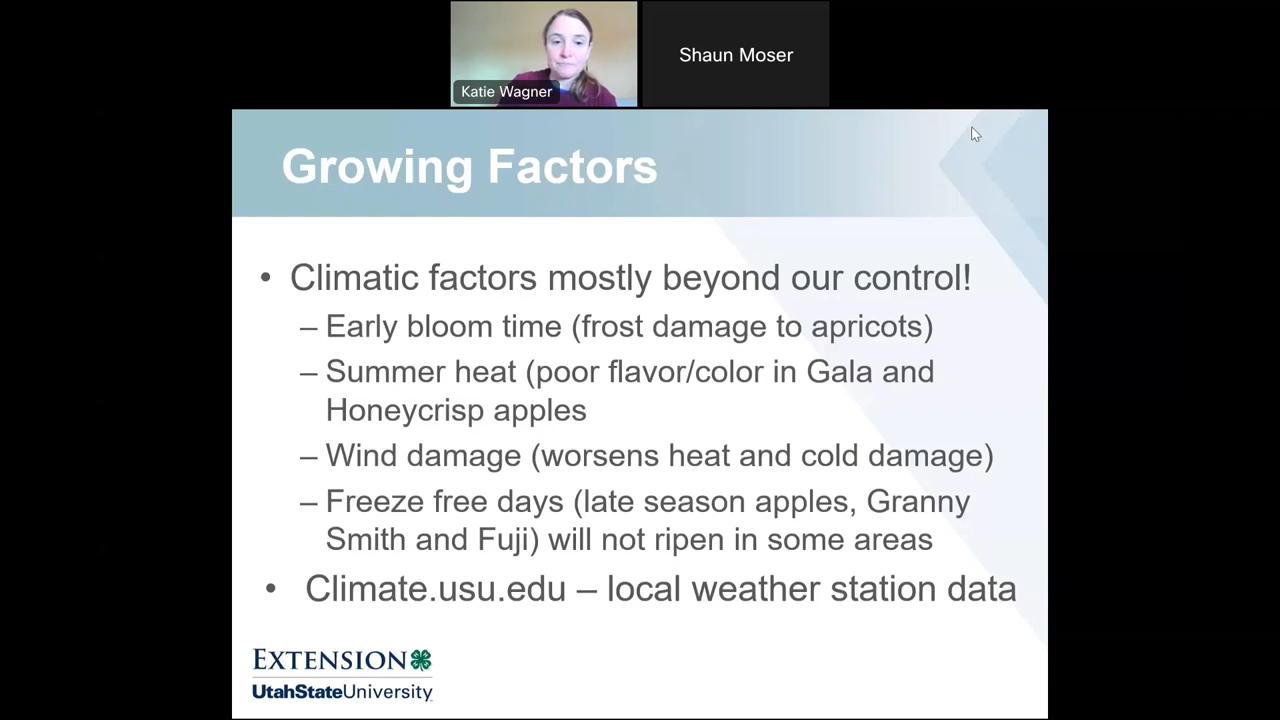 Katie Wagner
Shaun Moser
Growing Factors
• Climatic factors mostly beyond our control!
– Early bloom time (frost damage to apricots)
– Summer heat (poor flavor/color in Gala and
Honeycrisp apples
– Wind damage (worsens heat and cold damage)
– Freeze free days (late season apples, Granny
Smith and Fuji) will not ripen in some areas
• Climate.usu.edu – local weather station data
EXTENSION
UtahStateUniversity